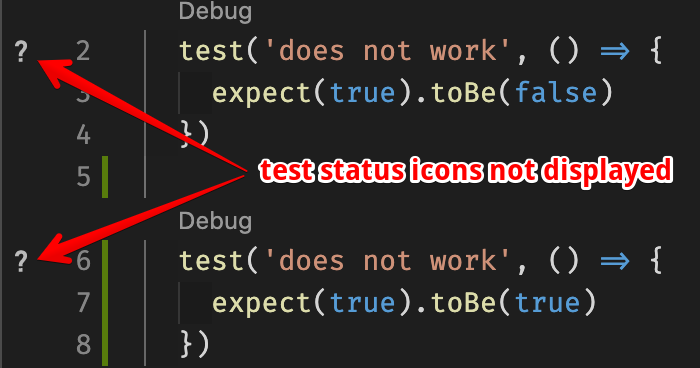 Debug
? 2 test('does not work', () => {
3 expect(true).toBe(false)
4 })
5
test status icons not displayed
Debug
? 6 test('does not work', () => {
7 expect(true).toBe(true)
8 })